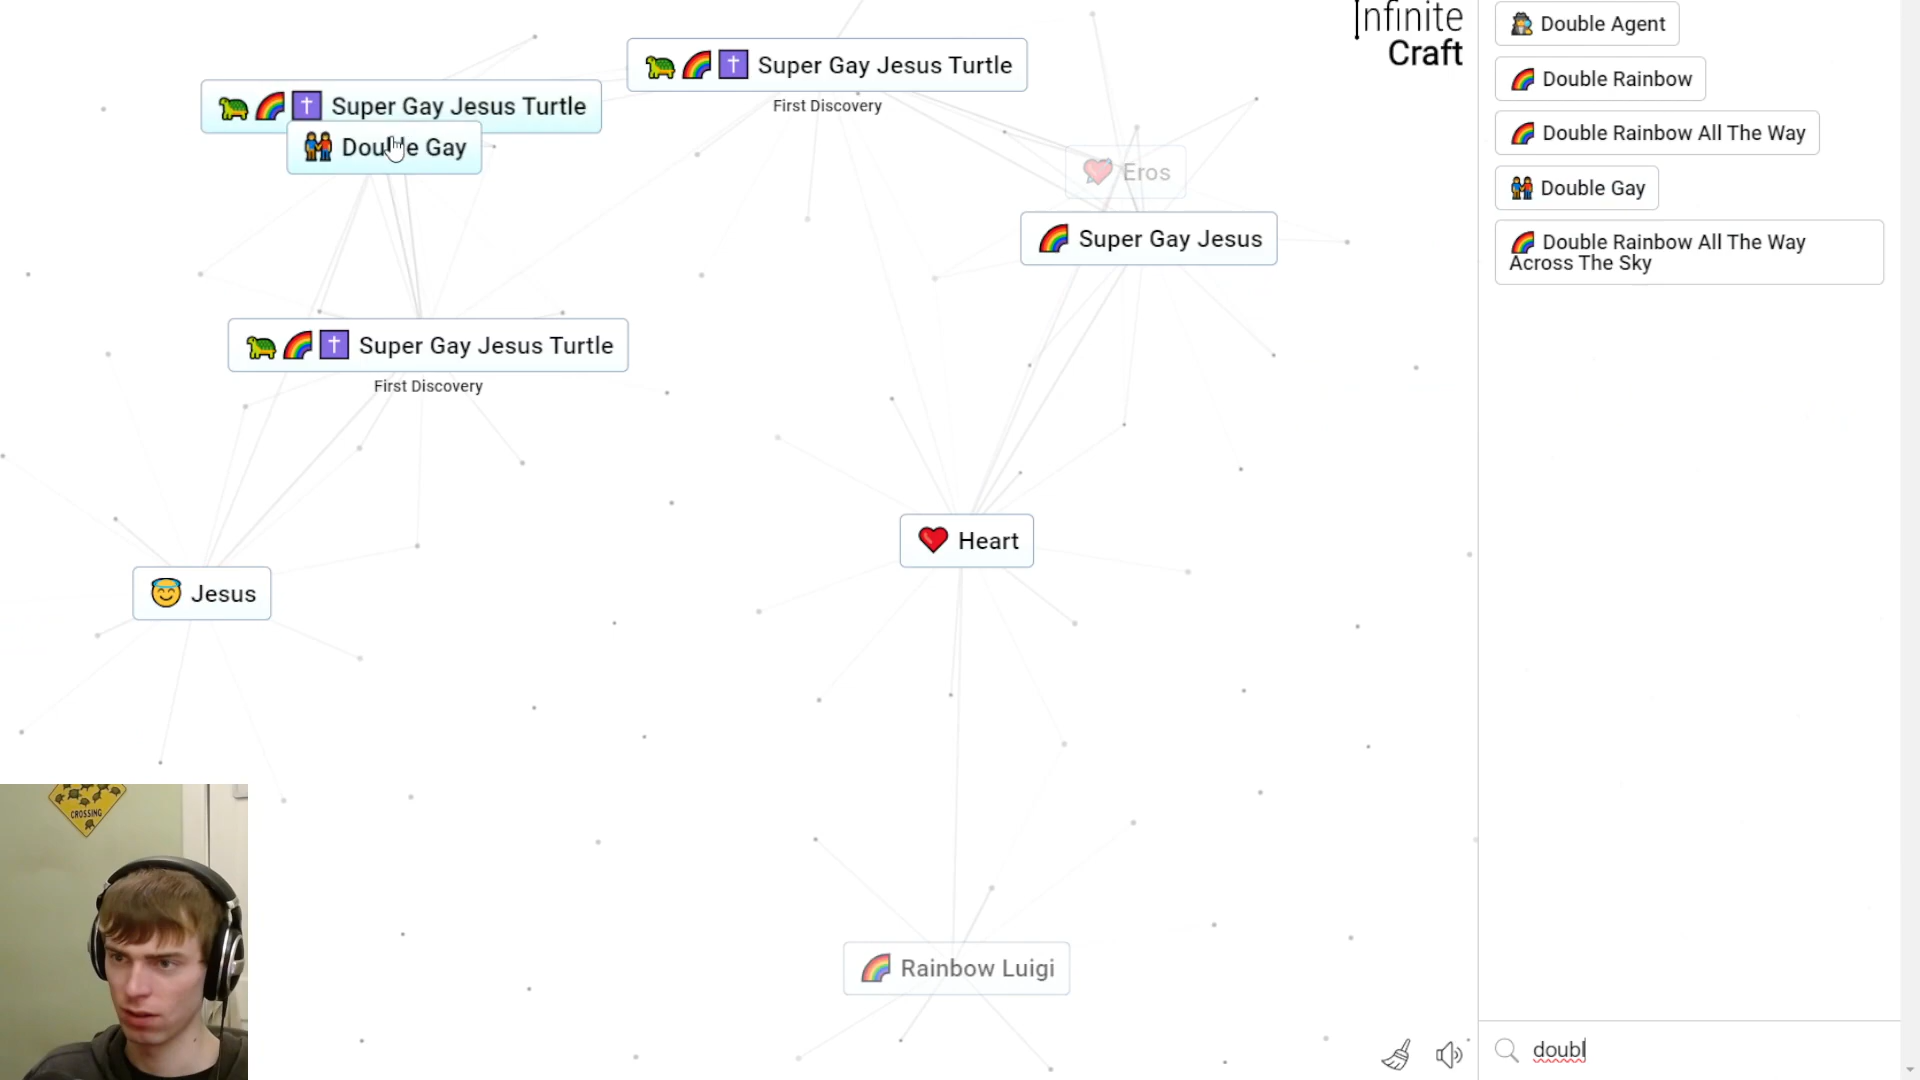 Infinite
Craft
Super Gay Jesus Turtle
First Discovery
Super Gay Jesus Turtle
Double Gay
Eros
Super Gay Jesus
Super Gay Jesus Turtle
First Discovery
Heart
Jesus
Rainbow Luigi
CROSSING
Double Agent
Double Rainbow
Double Rainbow All The Way
Double Gay
Double Rainbow All The Way
Across The Sky
doubl